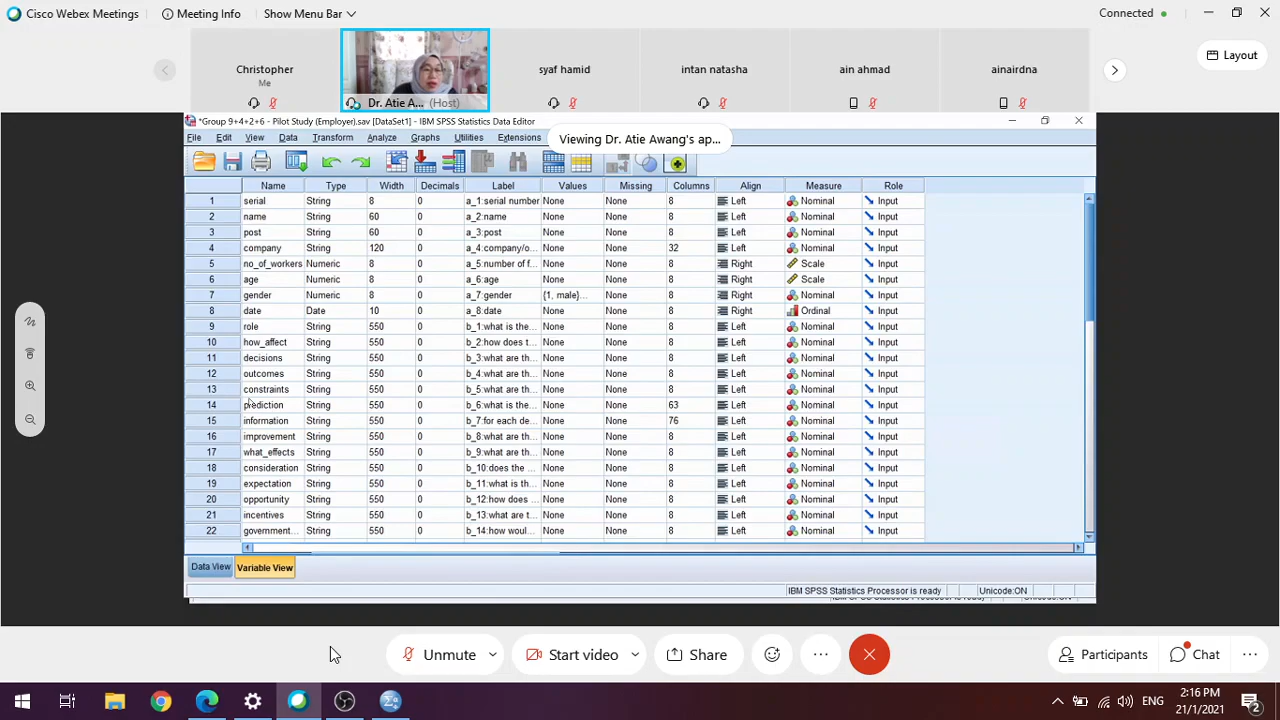 Cisco Webex Meetings Meeting Info Show Menu Bar Connected
Christopher
Me
Dr. Atie A... (Host)
syaf hamid
intan natasha
ain ahmad
ainairdna
Layout
*Group 9+4+2+6 - Pilot Study (Employer).sav [DataSet1] - IBM SPSS Statistics Data Editor
File Edit View Data Transform Analyze Graphs Utilities Extensions
Viewing Dr. Atie Awang's ap...
Name Type Width Decimals Label Values Missing Columns Align Measure Role
1 serial String 8 0 a_1:serial number None None 8 Left Nominal Input
2 name String 60 0 a_2:name None None 8 Left Nominal Input
3 post String 60 0 a_3:post None None 8 Left Nominal Input
4 company String 120 0 a_4:company/o... None None 32 Left Nominal Input
5 no_of_workers Numeric 8 0 a_5:number of f... None None 8 Right Scale Input
6 age Numeric 8 0 a_6:age None None 8 Right Scale Input
7 gender Numeric 8 0 a_7:gender {1, male}... None 8 Right Nominal Input
8 date Date 10 0 a_8:date None None 8 Right Ordinal Input
9 role String 550 0 b_1:what is the... None None 8 Left Nominal Input
10 how_affect String 550 0 b_2:how does t... None None 8 Left Nominal Input
11 decisions String 550 0 b_3:what are th... None None 8 Left Nominal Input
12 outcomes String 550 0 b_4:what are th... None None 8 Left Nominal Input
13 constraints String 550 0 b_5:what are th... None None 8 Left Nominal Input
14 prediction String 550 0 b_6:what is the... None None 63 Left Nominal Input
15 information String 550 0 b_7:for each de... None None 76 Left Nominal Input
16 improvement String 550 0 b_8:what are th... None None 8 Left Nominal Input
17 what_effects String 550 0 b_9:what are th... None None 8 Left Nominal Input
18 consideration String 550 0 b_10:does the ... None None 8 Left Nominal Input
19 expectation String 550 0 b_11:what is th... None None 8 Left Nominal Input
20 opportunity String 550 0 b_12:how does ... None None 8 Left Nominal Input
21 incentives String 550 0 b_13:what are t... None None 8 Left Nominal Input
22 government... String 550 0 b_14:how woul... None None 8 Left Nominal Input
Data View Variable View
IBM SPSS Statistics Processor is ready Unicode:ON
Unmute Start video Share Participants Chat
ENG
2:16 PM
21/1/2021
2